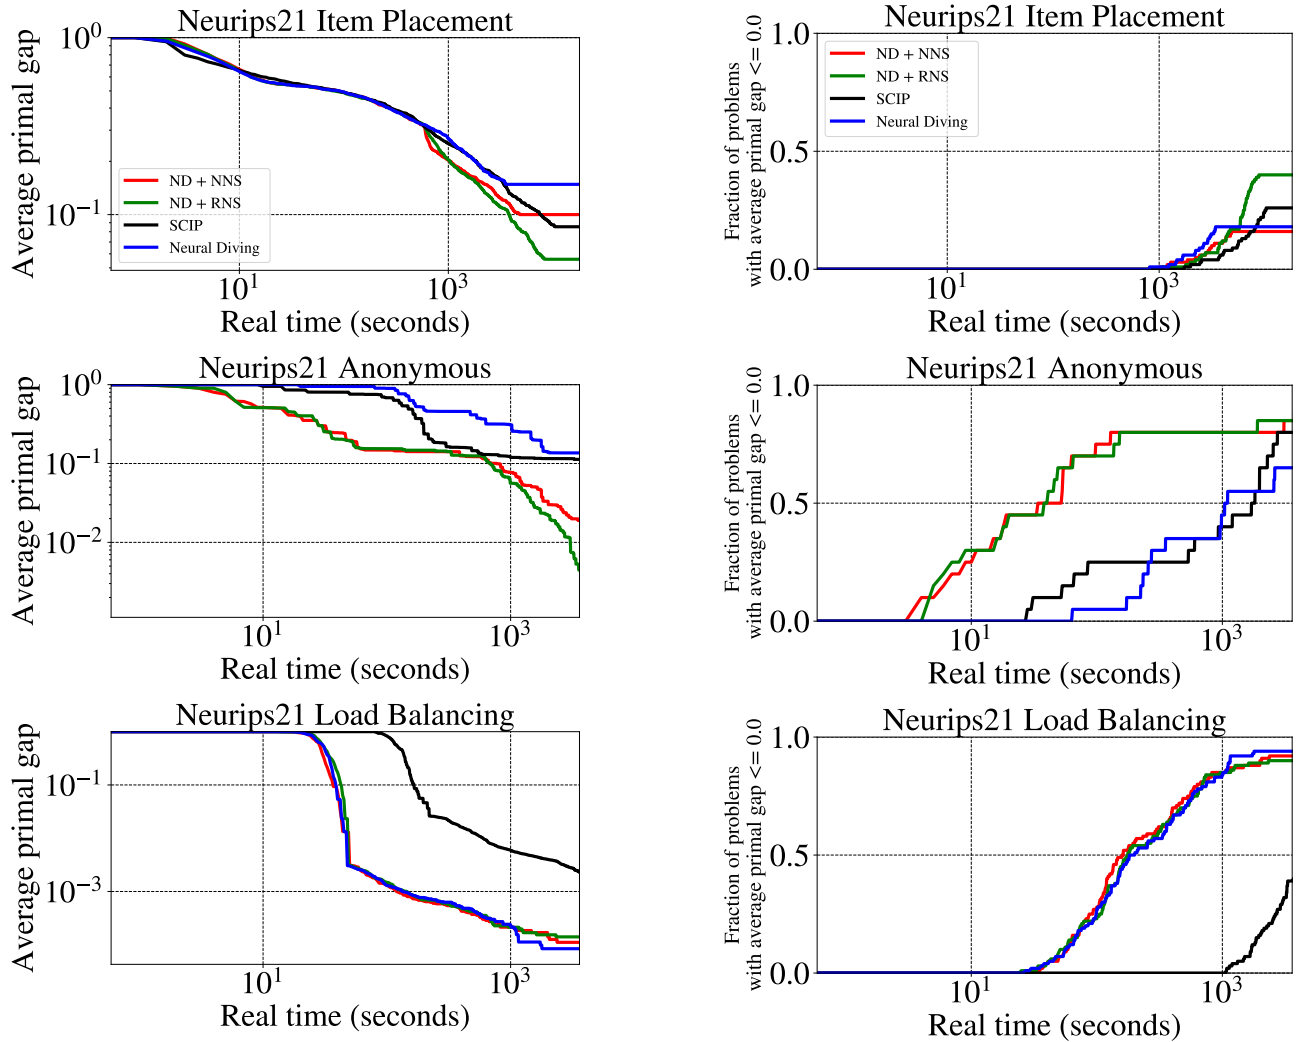 Neurips21 Item Placement
Average primal gap
10^0
10^-1
ND + NNS
ND + RNS
SCIP
Neural Diving
10^1
10^3
Real time (seconds)
Neurips21 Item Placement
Fraction of problems
with average primal gap <= 0.0
1.0
0.5
0.0
ND + NNS
ND + RNS
SCIP
Neural Diving
10^1
10^3
Real time (seconds)
Neurips21 Anonymous
Average primal gap
10^0
10^-1
10^-2
10^1
10^3
Real time (seconds)
Neurips21 Anonymous
Fraction of problems
with average primal gap <= 0.0
1.0
0.5
0.0
10^1
10^3
Real time (seconds)
Neurips21 Load Balancing
Average primal gap
10^-1
10^-3
10^1
10^3
Real time (seconds)
Neurips21 Load Balancing
Fraction of problems
with average primal gap <= 0.0
1.0
0.5
0.0
10^1
10^3
Real time (seconds)